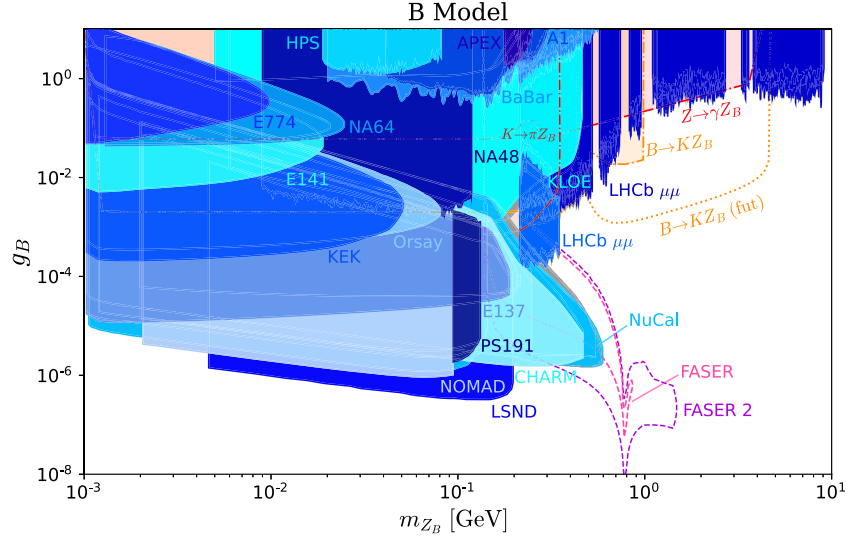 B Model
HPS
APEX
A1
BaBar
E774
NA64
K→πZ_B
Z→γZ_B
NA48
B→KZ_B
E141
KLOE
LHCb μμ
B→KZ_B (fut)
Orsay
LHCb μμ
KEK
E137
NuCal
PS191
CHARM
FASER
NOMAD
LSND
FASER 2
g_B
10^0
10^-2
10^-4
10^-6
10^-8
10^-3
10^-2
10^-1
10^0
10^1
m_{Z_B} [GeV]